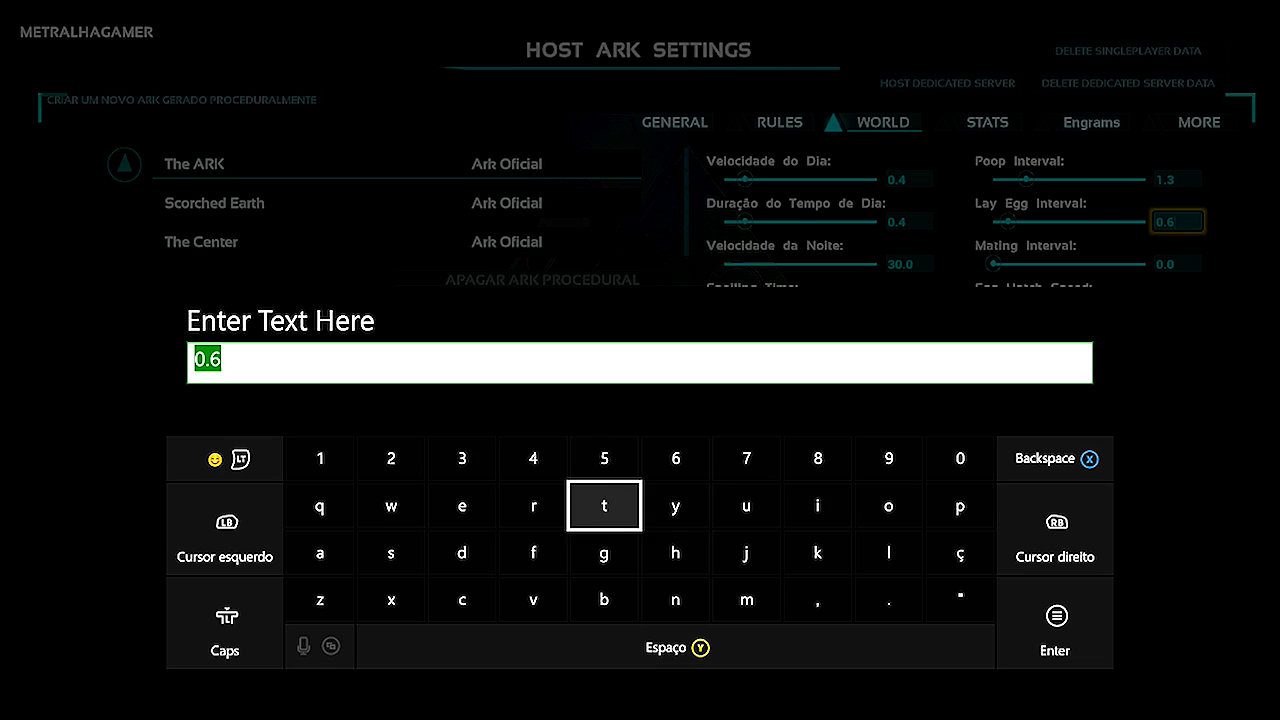 METRALHAGAMER
HOST ARK SETTINGS
DELETE SINGLEPLAYER DATA
HOST DEDICATED SERVER DELETE DEDICATED SERVER DATA
CRIAR UM NOVO ARK GERADO PROCEDURALMENTE
GENERAL RULES WORLD STATS Engrams MORE
The ARK Ark Oficial
Scorched Earth Ark Oficial
The Center Ark Oficial
APAGAR ARK PROCEDURAL
Velocidade do Dia: 0.4
Duração do Tempo de Dia: 0.4
Velocidade da Noite: 30.0
Poop Interval: 1.3
Lay Egg Interval: 0.6
Mating Interval: 0.0
Enter Text Here
0.6
LT 1 2 3 4 5 6 7 8 9 0 Backspace X
LB q w e r t y u i o p RB
Cursor esquerdo a s d f g h j k l ç Cursor direito
z x c v b n m , . "
Caps Espaço Y Enter